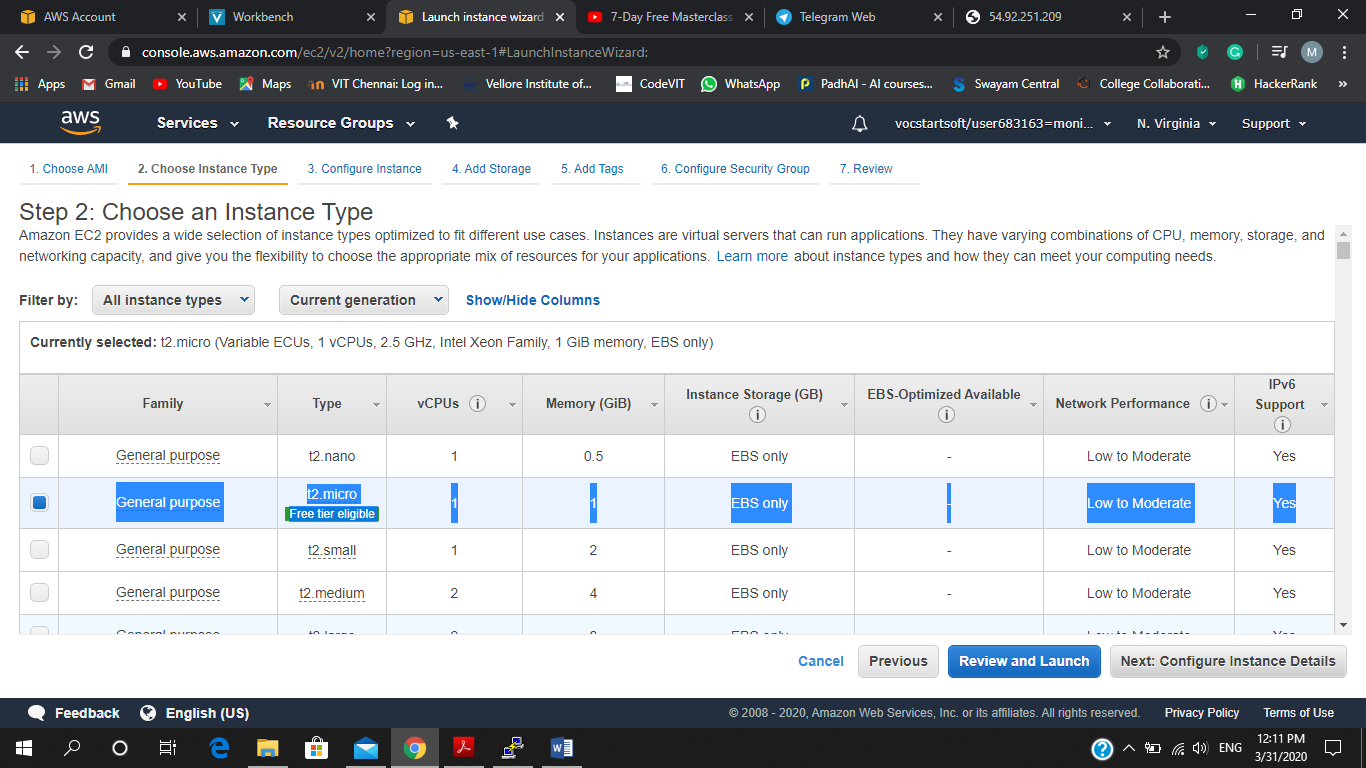 AWS Account
Workbench
Launch instance wizard
7-Day Free Masterclass
Telegram Web
54.92.251.209
console.aws.amazon.com/ec2/v2/home?region=us-east-1#LaunchInstanceWizard:
M
Apps
Gmail
YouTube
Maps
VIT Chennai: Log in...
Vellore Institute of...
CodeVIT
WhatsApp
PadhAI - AI courses...
Swayam Central
College Collaborati...
HackerRank
»
aws
Services
Resource Groups
vocstartsoft/user683163=moni...
N. Virginia
Support
1. Choose AMI
2. Choose Instance Type
3. Configure Instance
4. Add Storage
5. Add Tags
6. Configure Security Group
7. Review
Step 2: Choose an Instance Type
Amazon EC2 provides a wide selection of instance types optimized to fit different use cases. Instances are virtual servers that can run applications. They have varying combinations of CPU, memory, storage, and
networking capacity, and give you the flexibility to choose the appropriate mix of resources for your applications. Learn more about instance types and how they can meet your computing needs.
Filter by: All instance types Current generation Show/Hide Columns
Currently selected: t2.micro (Variable ECUs, 1 vCPUs, 2.5 GHz, Intel Xeon Family, 1 GiB memory, EBS only)
Family
Type
vCPUs
Memory (GiB)
Instance Storage (GB)
EBS-Optimized Available
Network Performance
IPv6
Support
General purpose t2.nano 1 0.5 EBS only - Low to Moderate Yes
General purpose t2.micro Free tier eligible 1 1 EBS only - Low to Moderate Yes
General purpose t2.small 1 2 EBS only - Low to Moderate Yes
General purpose t2.medium 2 4 EBS only - Low to Moderate Yes
Cancel
Previous
Review and Launch
Next: Configure Instance Details
Feedback
English (US)
© 2008 - 2020, Amazon Web Services, Inc. or its affiliates. All rights reserved.
Privacy Policy
Terms of Use
ENG
12:11 PM
3/31/2020